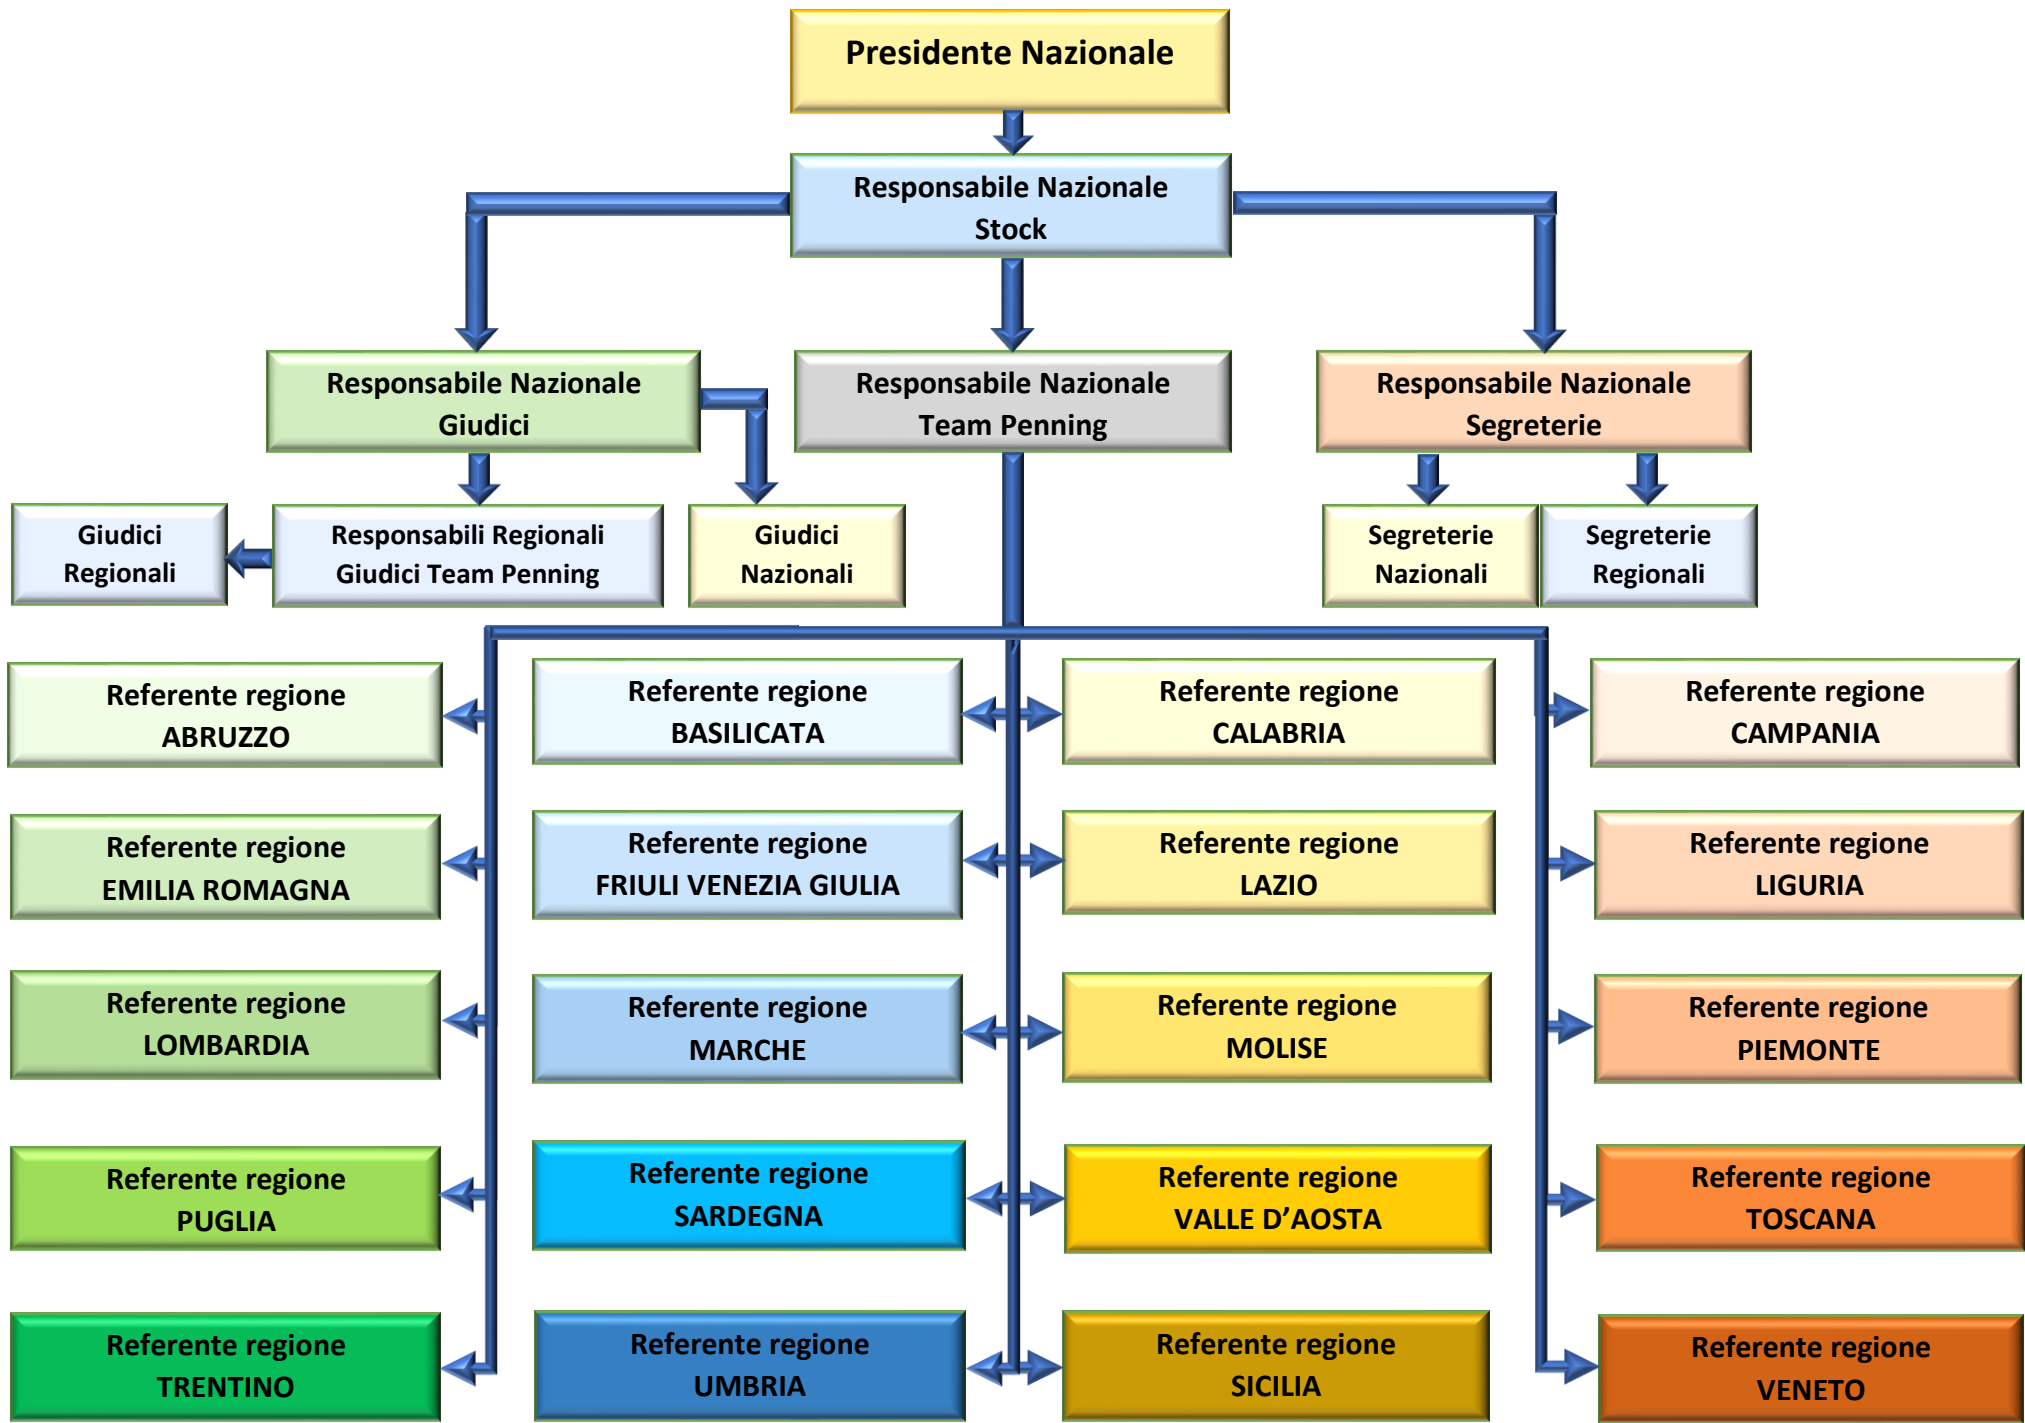 Presidente Nazionale
Responsabile Nazionale
Stock
Responsabile Nazionale
Giudici
Responsabile Nazionale
Team Penning
Responsabile Nazionale
Segreterie
Giudici
Regionali
Responsabili Regionali
Giudici Team Penning
Giudici
Nazionali
Segreterie
Nazionali
Segreterie
Regionali
Referente regione
ABRUZZO
Referente regione
BASILICATA
Referente regione
CALABRIA
Referente regione
CAMPANIA
Referente regione
EMILIA ROMAGNA
Referente regione
FRIULI VENEZIA GIULIA
Referente regione
LAZIO
Referente regione
LIGURIA
Referente regione
LOMBARDIA
Referente regione
MARCHE
Referente regione
MOLISE
Referente regione
PIEMONTE
Referente regione
PUGLIA
Referente regione
SARDEGNA
Referente regione
VALLE D’AOSTA
Referente regione
TOSCANA
Referente regione
TRENTINO
Referente regione
UMBRIA
Referente regione
SICILIA
Referente regione
VENETO